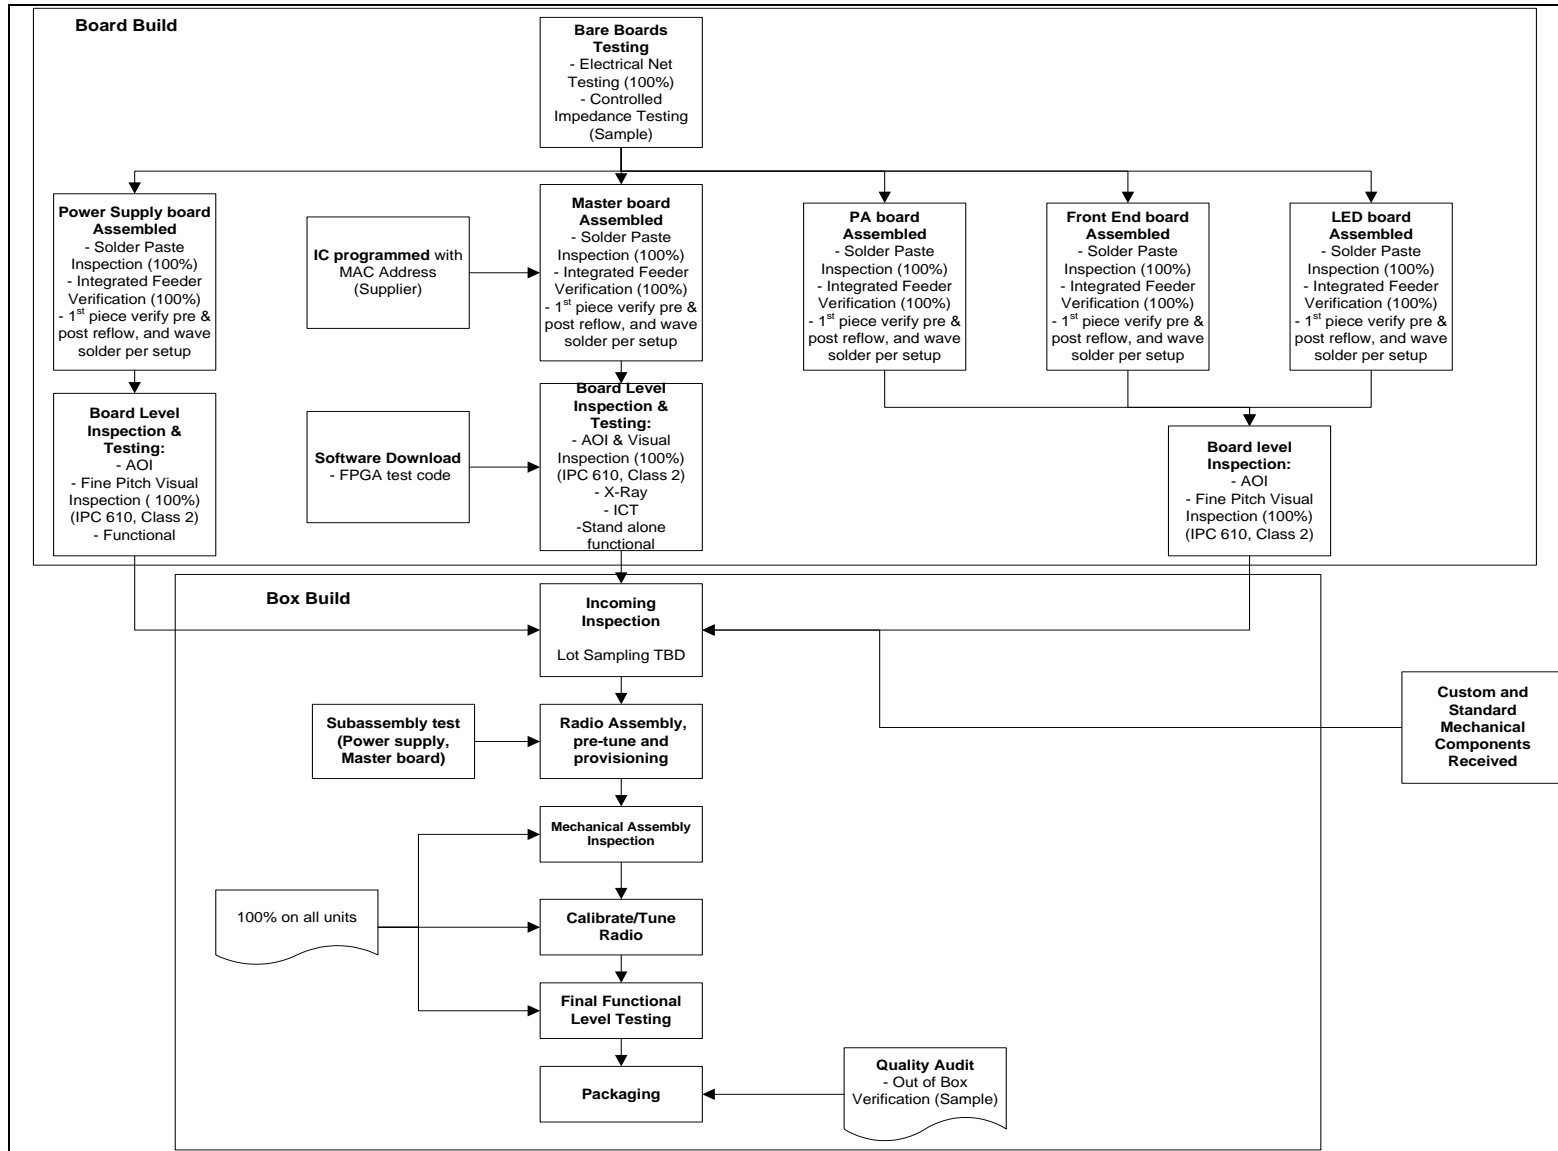 Board Build
Bare Boards
Testing
- Electrical Net
Testing (100%)
- Controlled
Impedance Testing
(Sample)
Power Supply board
Assembled
- Solder Paste
Inspection (100%)
- Integrated Feeder
Verification (100%)
- 1st piece verify pre &
post reflow, and wave
solder per setup
IC programmed with
MAC Address
(Supplier)
Master board
Assembled
- Solder Paste
Inspection (100%)
- Integrated Feeder
Verification (100%)
- 1st piece verify pre &
post reflow, and wave
solder per setup
PA board
Assembled
- Solder Paste
Inspection (100%)
- Integrated Feeder
Verification (100%)
- 1st piece verify pre &
post reflow, and wave
solder per setup
Front End board
Assembled
- Solder Paste
Inspection (100%)
- Integrated Feeder
Verification (100%)
- 1st piece verify pre &
post reflow, and wave
solder per setup
LED board
Assembled
- Solder Paste
Inspection (100%)
- Integrated Feeder
Verification (100%)
- 1st piece verify pre &
post reflow, and wave
solder per setup
Board Level
Inspection &
Testing:
- AOI
- Fine Pitch Visual
Inspection ( 100%)
(IPC 610, Class 2)
- Functional
Software Download
- FPGA test code
Board Level
Inspection &
Testing:
- AOI & Visual
Inspection (100%)
(IPC 610, Class 2)
- X-Ray
- ICT
-Stand alone
functional
Board level
Inspection:
- AOI
- Fine Pitch Visual
Inspection (100%)
(IPC 610, Class 2)
Box Build
Incoming
Inspection
Lot Sampling TBD
Custom and
Standard
Mechanical
Components
Received
Subassembly test
(Power supply,
Master board)
Radio Assembly,
pre-tune and
provisioning
Mechanical Assembly
Inspection
100% on all units
Calibrate/Tune
Radio
Final Functional
Level Testing
Packaging
Quality Audit
- Out of Box
Verification (Sample)